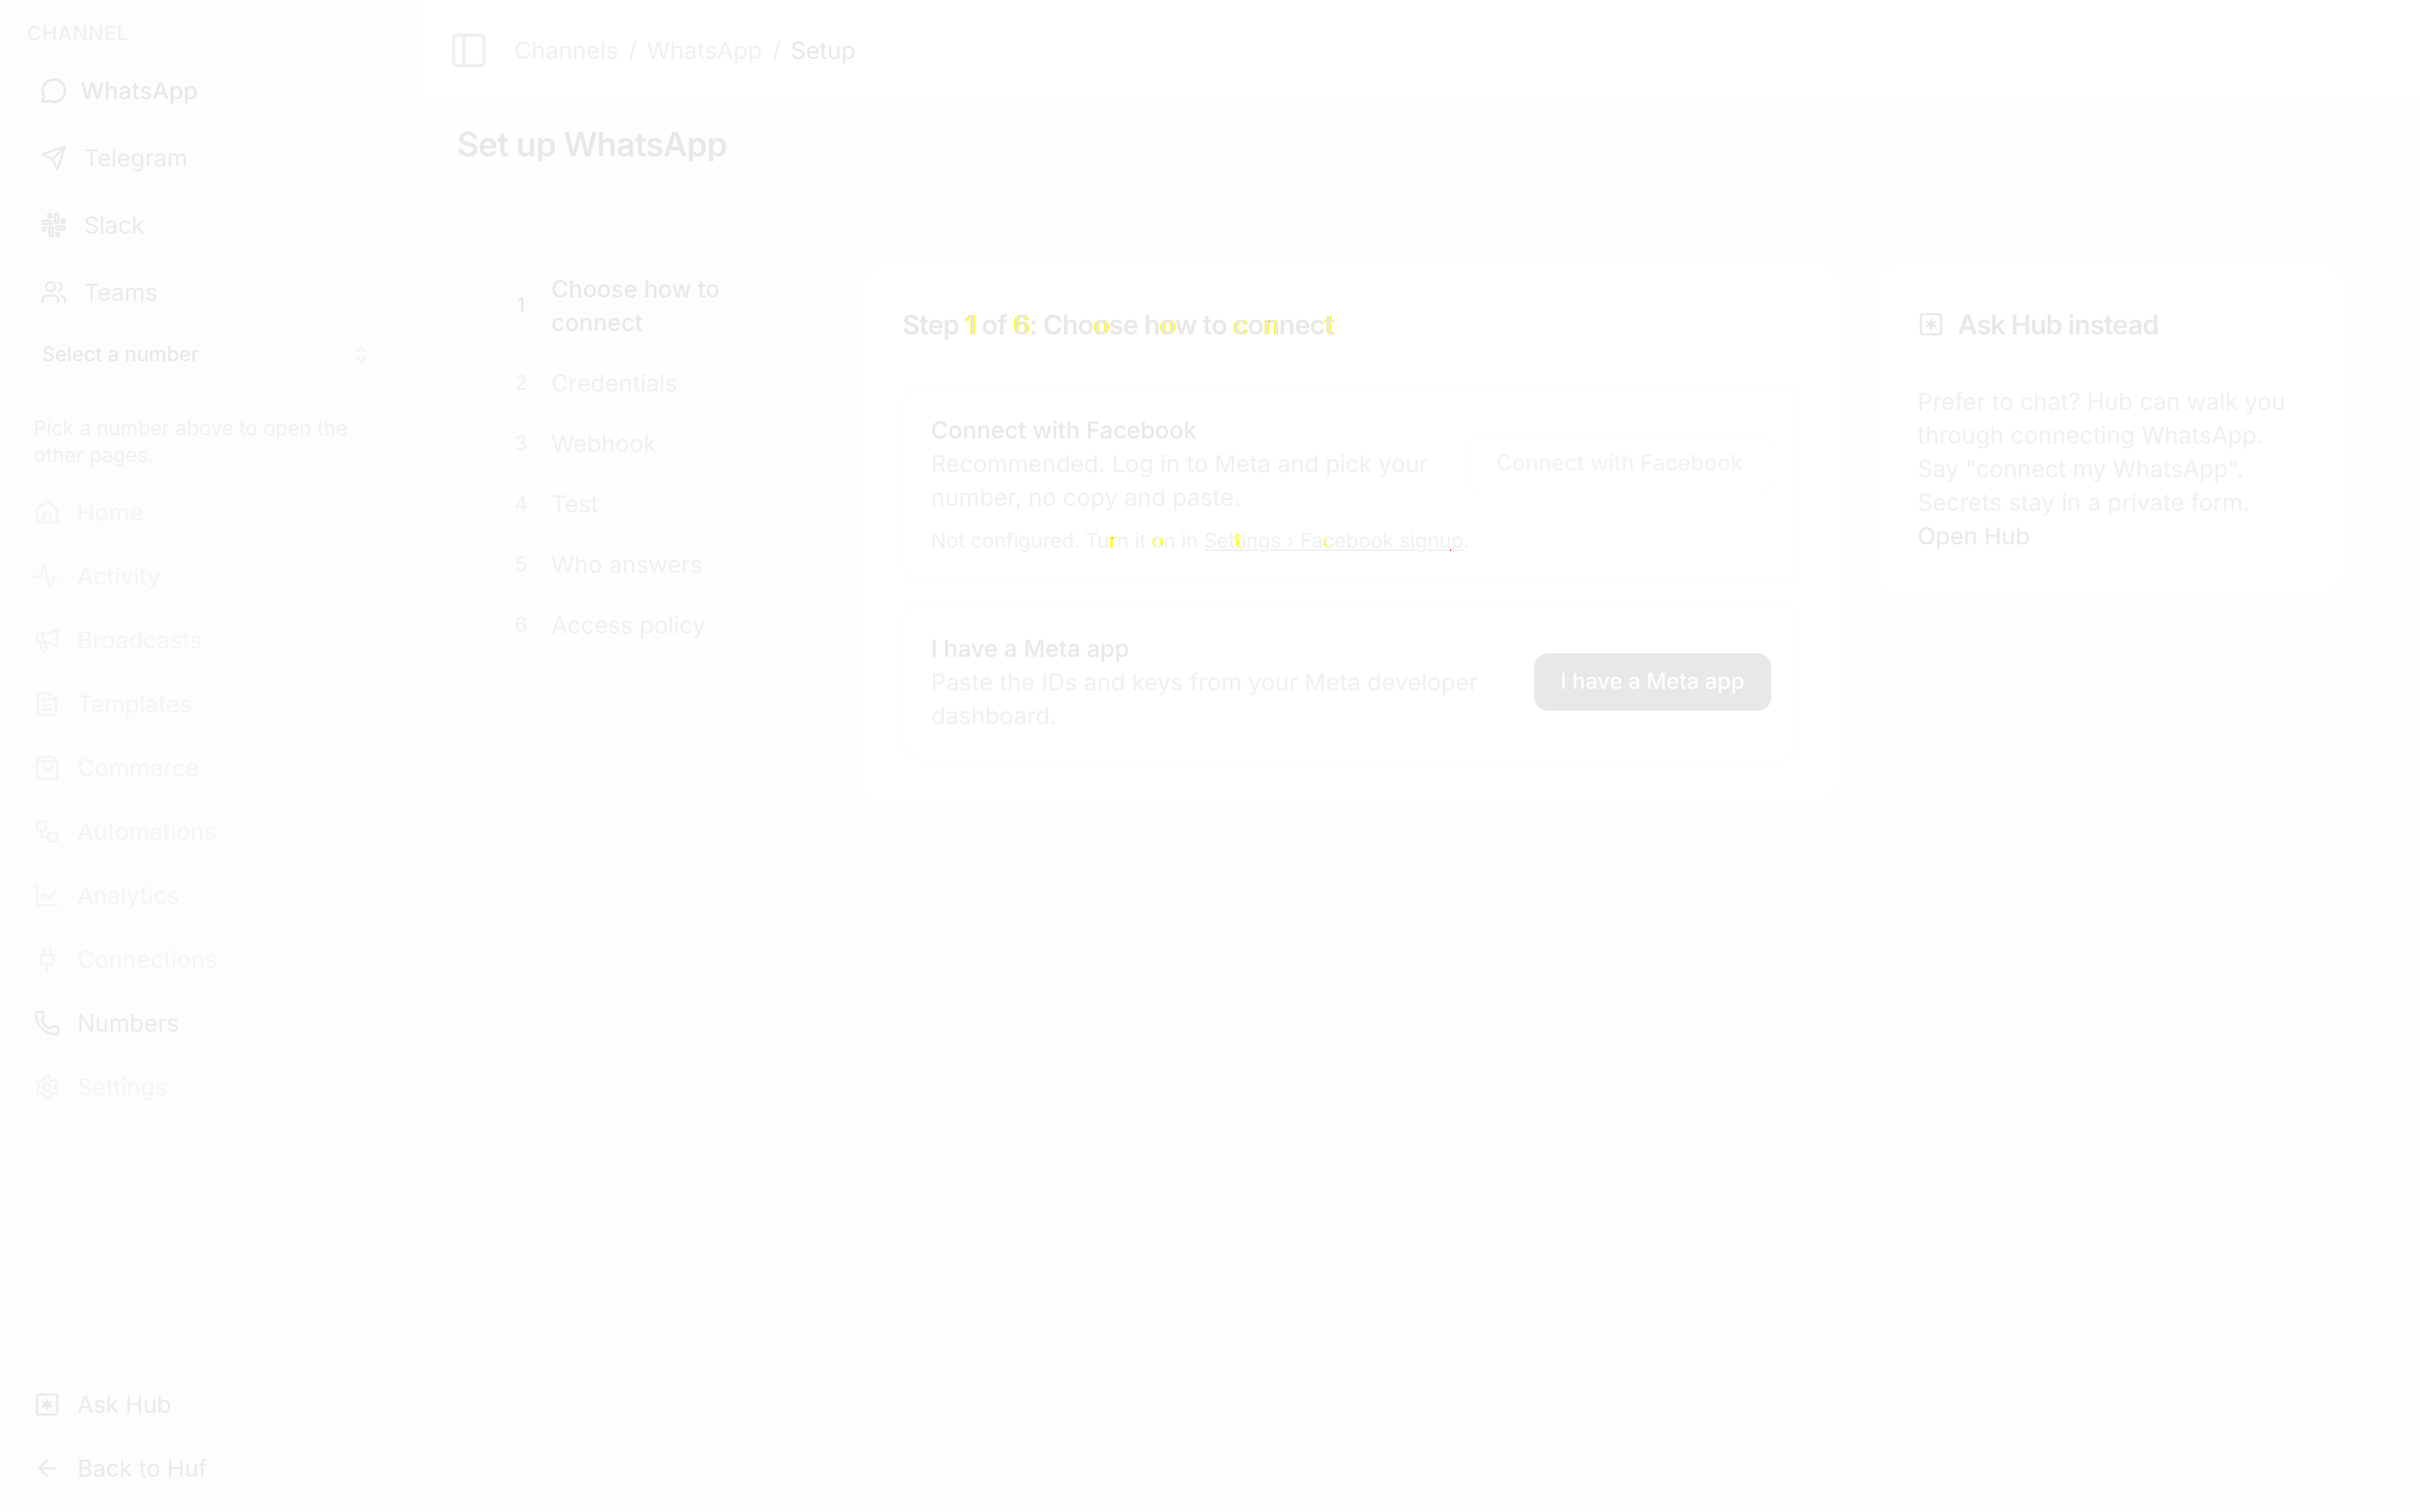 CHANNEL
WhatsApp
Telegram
Slack
Teams
Select a number
Pick a number above to open the
other pages.
Home
Activity
Broadcasts
Templates
Commerce
Automations
Analytics
Connections
Numbers
Settings
Ask Hub
Back to Huf
Channels / WhatsApp / Setup
Set up WhatsApp
1 Choose how to
connect
2 Credentials
3 Webhook
4 Test
5 Who answers
6 Access policy
Step 1 of 6: Choose how to connect
Connect with Facebook
Recommended. Log in to Meta and pick your
number, no copy and paste.
Not configured. Turn it on in Settings › Facebook signup.
Connect with Facebook
I have a Meta app
Paste the IDs and keys from your Meta developer
dashboard.
I have a Meta app
Ask Hub instead
Prefer to chat? Hub can walk you
through connecting WhatsApp.
Say "connect my WhatsApp".
Secrets stay in a private form.
Open Hub